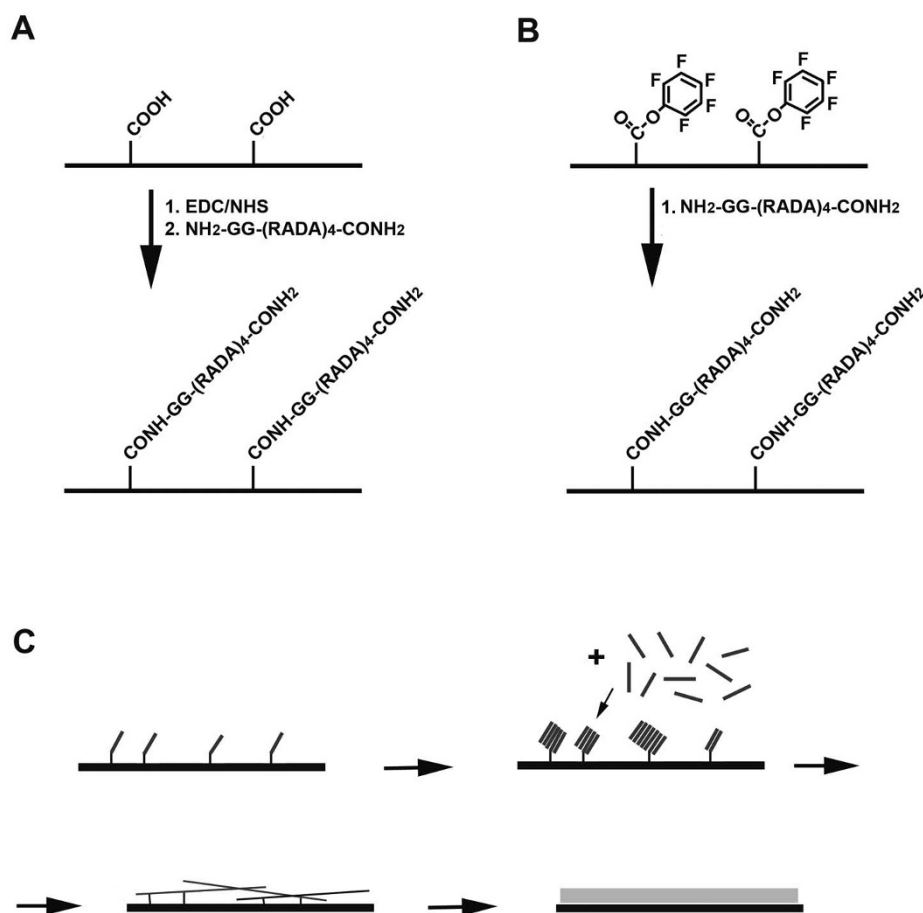 A
COOH
COOH
1. EDC/NHS
2. NH2-GG-(RADA)4-CONH2
CONH-GG-(RADA)4-CONH2
CONH-GG-(RADA)4-CONH2
B
F
F
F
F
F
O
C
O
F
F
F
F
F
O
C
O
1. NH2-GG-(RADA)4-CONH2
CONH-GG-(RADA)4-CONH2
CONH-GG-(RADA)4-CONH2
C
+